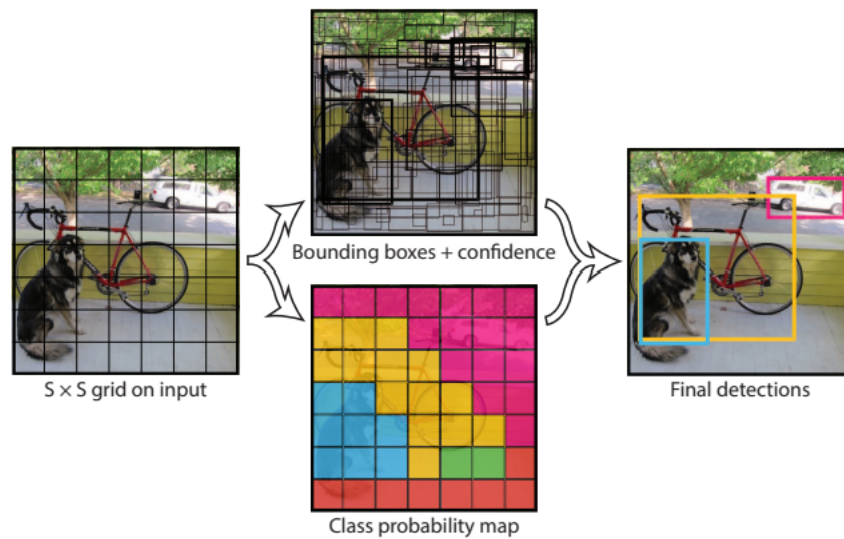 S × S grid on input
Bounding boxes + confidence
Class probability map
Final detections